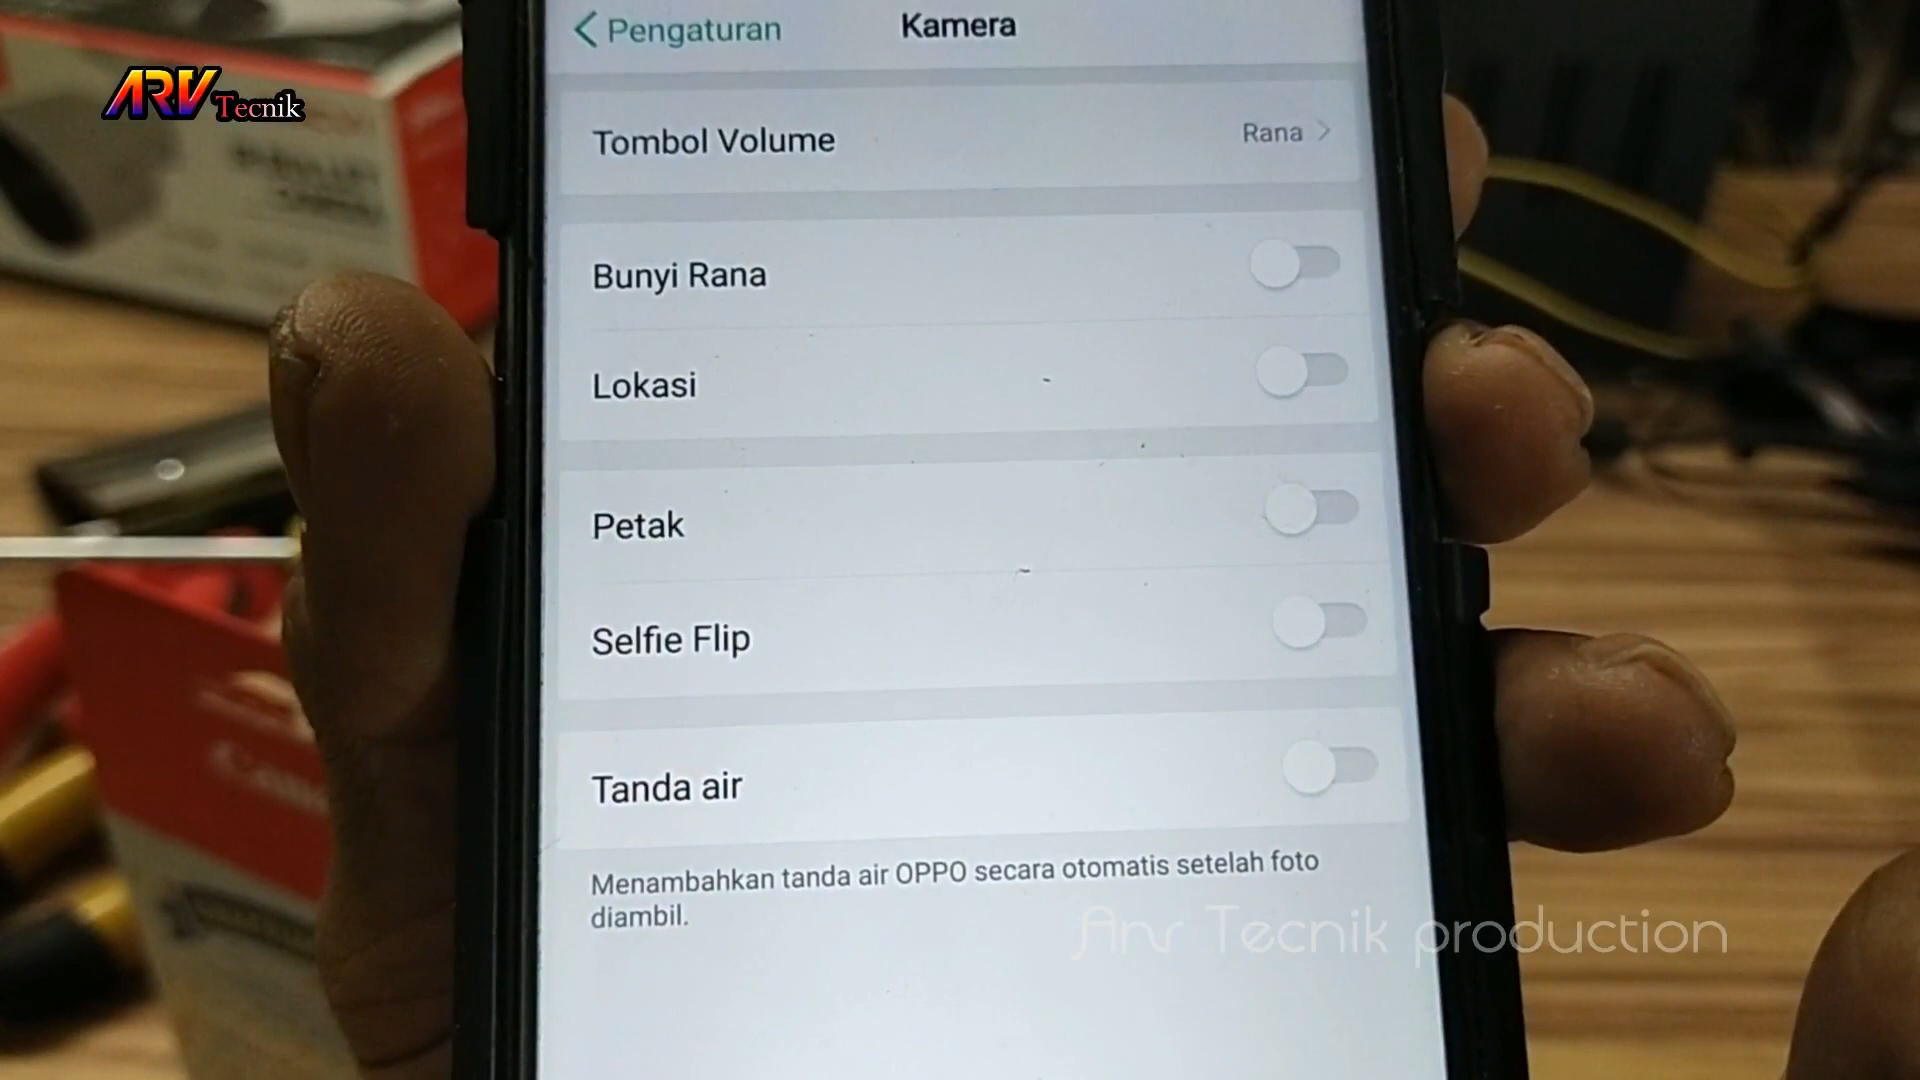 Pengaturan
Kamera
ARV Tecnik
Tombol Volume
Rana
Bunyi Rana
Lokasi
Petak
Selfie Flip
Tanda air
Menambahkan tanda air OPPO secara otomatis setelah foto
diambil.
Tecnik production